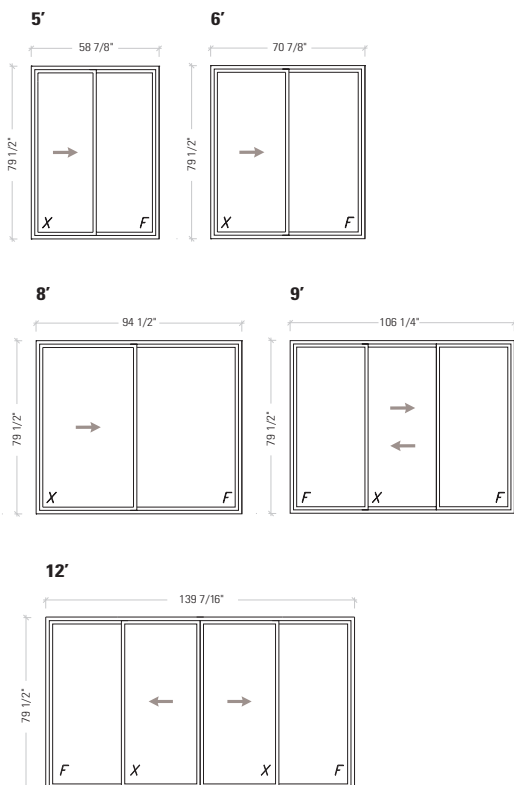 5' 6'
58 7/8" 70 7/8"
79 1/2" 79 1/2"
X F X F
8' 9'
94 1/2" 106 1/4"
79 1/2" 79 1/2"
X F F X F
12'
139 7/16"
79 1/2"
F X X F